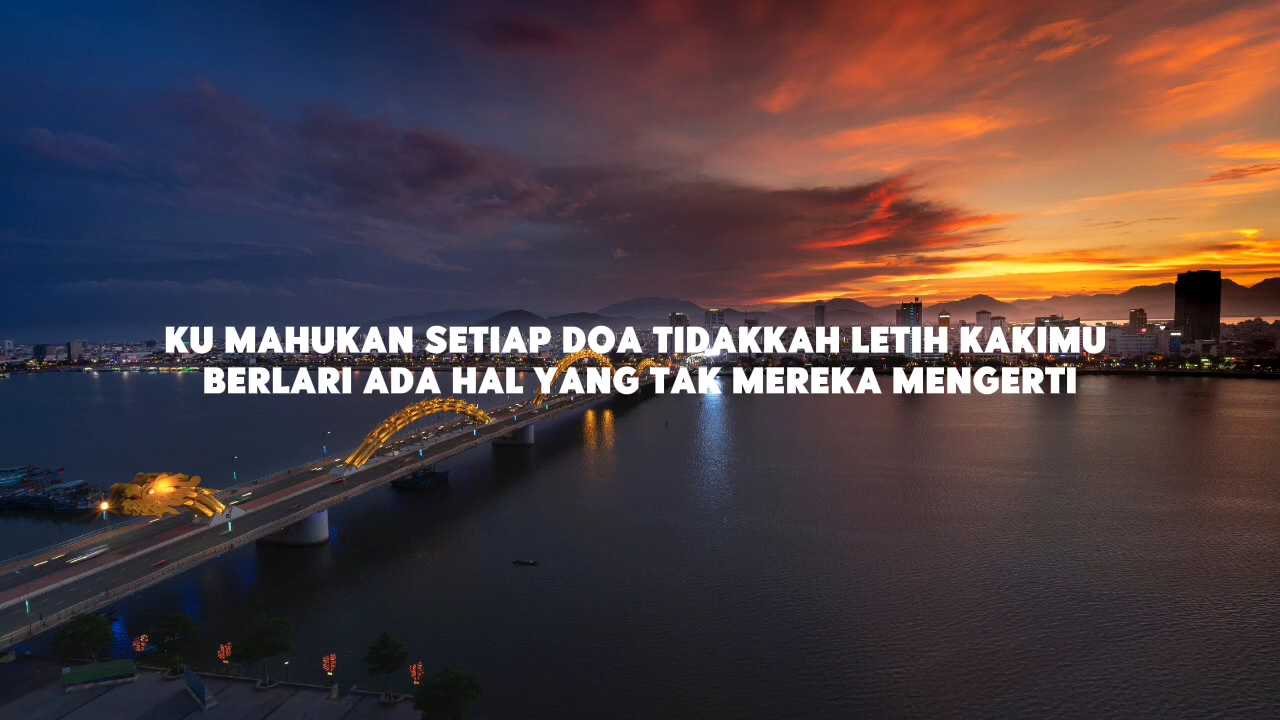 KU MAHUKAN SETIAP DOA TIDAKKAH LETIH KAKIMU
BERLARI ADA HAL YANG TAK MEREKA MENGERTI